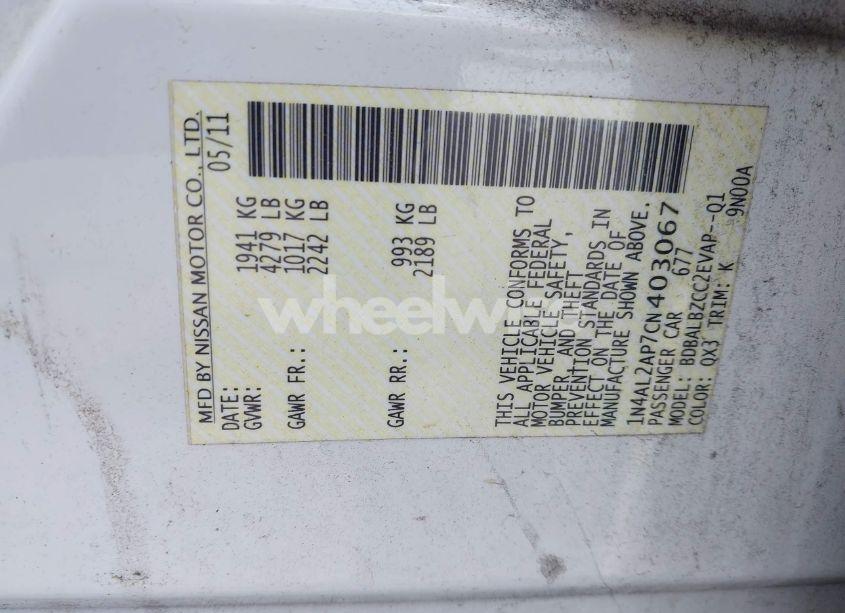 MFD BY NISSAN MOTOR CO., LTD.
DATE: 05/11
GVWR: 1941 KG
4279 LB
GAWR FR.: 1017 KG
2242 LB
GAWR RR.: 993 KG
2189 LB
THIS VEHICLE CONFORMS TO
ALL APPLICABLE FEDERAL
MOTOR VEHICLE SAFETY,
BUMPER, AND THEFT
PREVENTION STANDARDS IN
EFFECT ON THE DATE OF
MANUFACTURE SHOWN ABOVE.
1N4AL2AP7CN403067
PASSENGER CAR 677
MODEL: BDBALBZCC2EVAP--Q1
COLOR: QX3 TRIM: K 9N00A